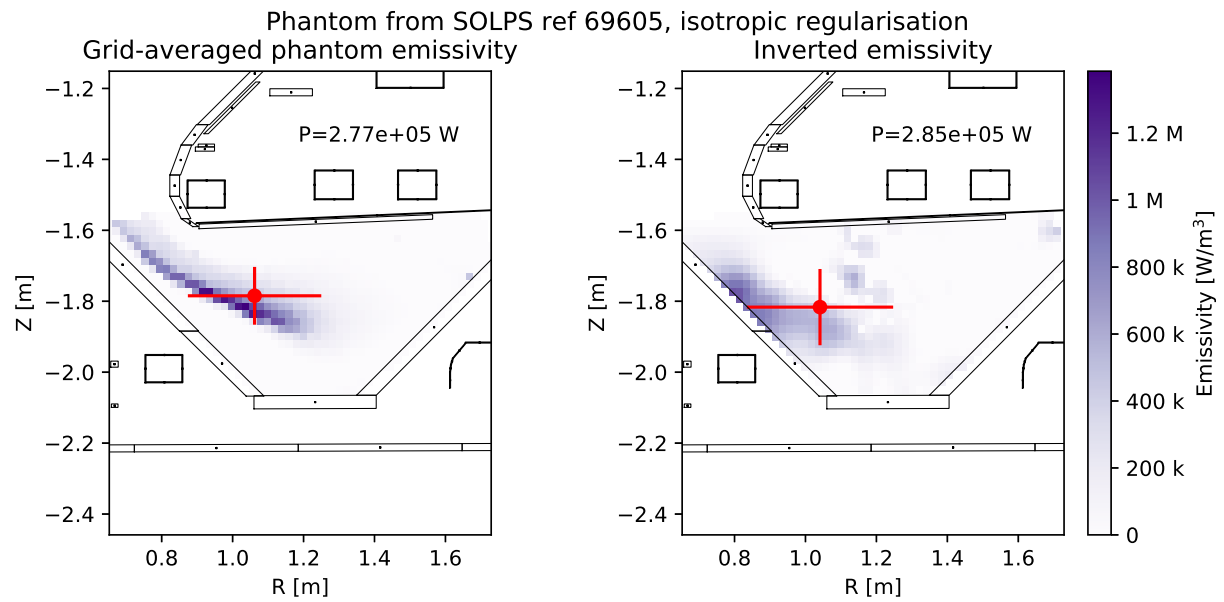 Phantom from SOLPS ref 69605, isotropic regularisation
Grid-averaged phantom emissivity
Inverted emissivity
P=2.77e+05 W
P=2.85e+05 W
−1.2
−1.4
−1.6
−1.8
−2.0
−2.2
−2.4
Z [m]
0.8 1.0 1.2 1.4 1.6
R [m]
−1.2
−1.4
−1.6
−1.8
−2.0
−2.2
−2.4
Z [m]
0.8 1.0 1.2 1.4 1.6
R [m]
1.2 M
1 M
800 k
600 k
400 k
200 k
0
Emissivity [W/m³]